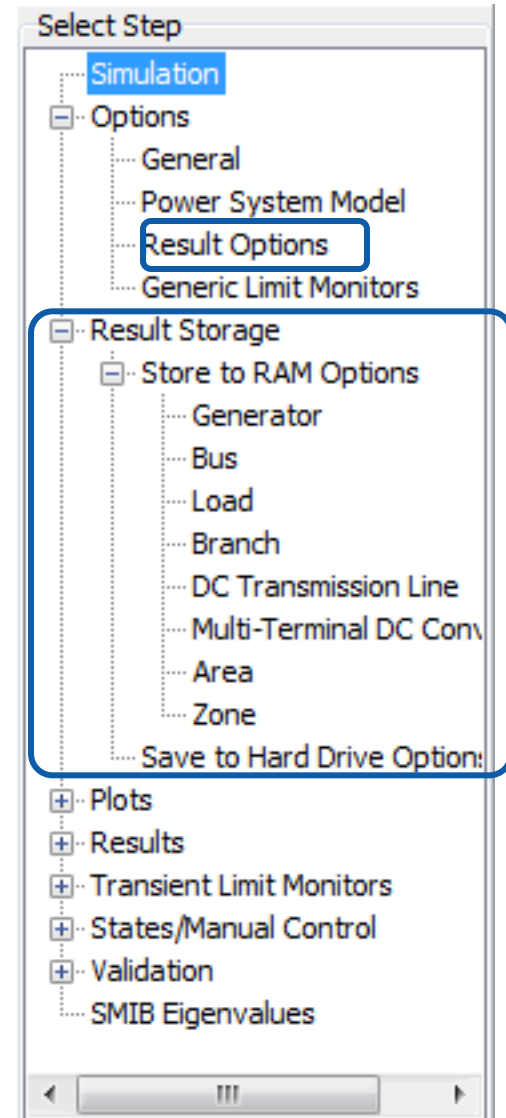 Select Step
Simulation
Options
General
Power System Model
Result Options
Generic Limit Monitors
Result Storage
Store to RAM Options
Generator
Bus
Load
Branch
DC Transmission Line
Multi-Terminal DC Conv
Area
Zone
Save to Hard Drive Options
Plots
Results
Transient Limit Monitors
States/Manual Control
Validation
SMIB Eigenvalues